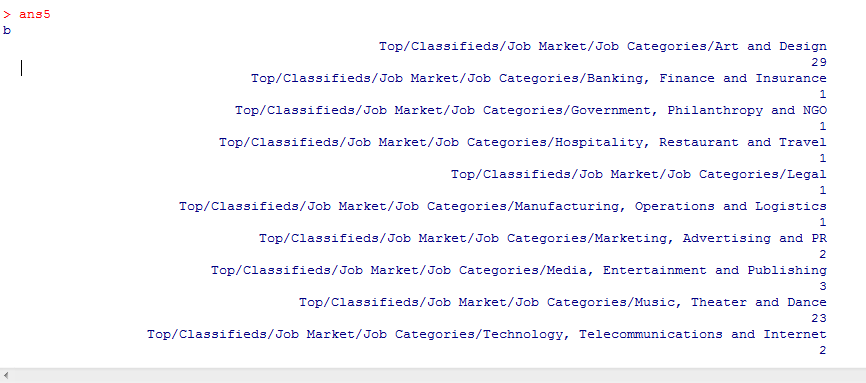 > ans5
b
Top/Classifieds/Job Market/Job Categories/Art and Design
29
Top/Classifieds/Job Market/Job Categories/Banking, Finance and Insurance
1
Top/Classifieds/Job Market/Job Categories/Government, Philanthropy and NGO
1
Top/Classifieds/Job Market/Job Categories/Hospitality, Restaurant and Travel
1
Top/Classifieds/Job Market/Job Categories/Legal
1
Top/Classifieds/Job Market/Job Categories/Manufacturing, Operations and Logistics
1
Top/Classifieds/Job Market/Job Categories/Marketing, Advertising and PR
2
Top/Classifieds/Job Market/Job Categories/Media, Entertainment and Publishing
3
Top/Classifieds/Job Market/Job Categories/Music, Theater and Dance
23
Top/Classifieds/Job Market/Job Categories/Technology, Telecommunications and Internet
2